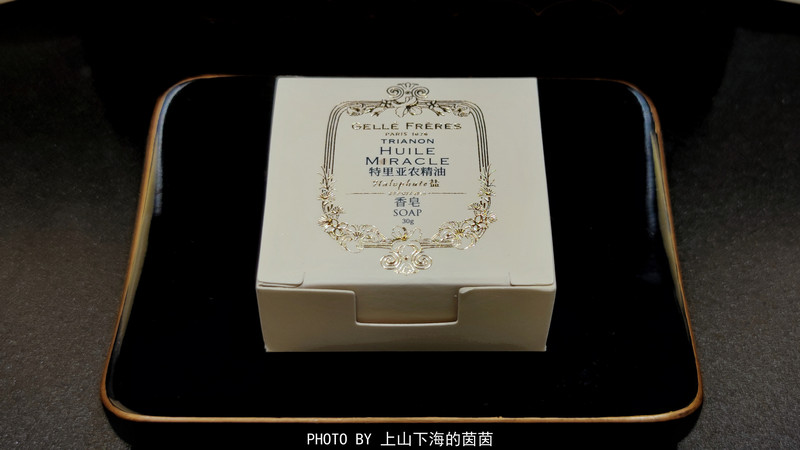 GELLE FRÈRES
PARIS 1826
TRIANON
HUILE
MIRACLE
特里亚农精油
香皂
SOAP
30g
PHOTO BY 上山下海的茵茵